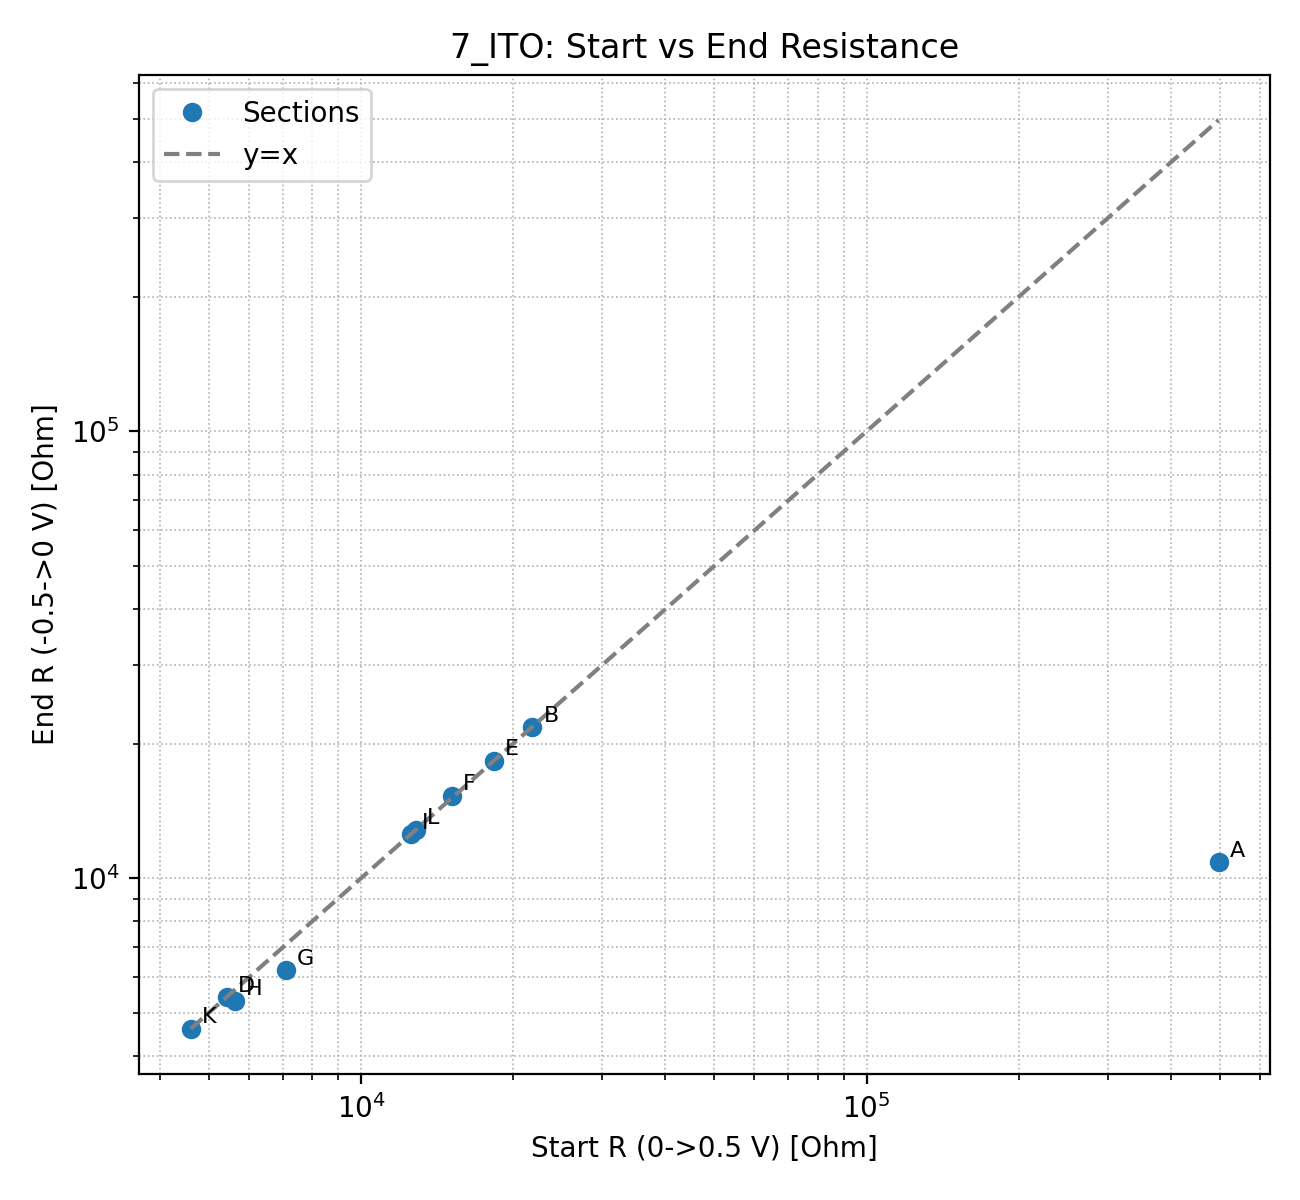 7_ITO: Start vs End Resistance
Sections
y=x
End R (-0.5->0 V) [Ohm]
10^5
10^4
B
E
F
L
A
G
D
H
K
10^4
10^5
Start R (0->0.5 V) [Ohm]